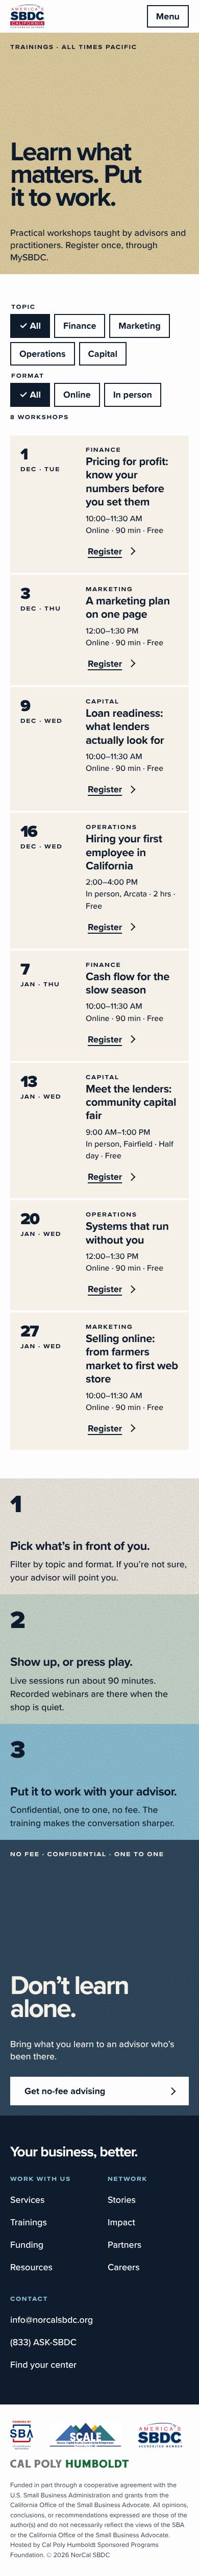 AMERICA'S
SBDC
CALIFORNIA
Menu
TRAININGS · ALL TIMES PACIFIC
Learn what
matters. Put
it to work.
Practical workshops taught by advisors and
practitioners. Register once, through
MySBDC.
TOPIC
All
Finance
Marketing
Operations
Capital
FORMAT
All
Online
In person
8 WORKSHOPS
1
DEC · TUE
FINANCE
Pricing for profit:
know your
numbers before
you set them
10:00–11:30 AM
Online · 90 min · Free
Register
3
DEC · THU
MARKETING
A marketing plan
on one page
12:00–1:30 PM
Online · 90 min · Free
Register
9
DEC · WED
CAPITAL
Loan readiness:
what lenders
actually look for
10:00–11:30 AM
Online · 90 min · Free
Register
16
DEC · WED
OPERATIONS
Hiring your first
employee in
California
2:00–4:00 PM
In person, Arcata · 2 hrs ·
Free
Register
7
JAN · THU
FINANCE
Cash flow for the
slow season
10:00–11:30 AM
Online · 90 min · Free
Register
13
JAN · WED
CAPITAL
Meet the lenders:
community capital
fair
9:00 AM–1:00 PM
In person, Fairfield · Half
day · Free
Register
20
JAN · WED
OPERATIONS
Systems that run
without you
12:00–1:30 PM
Online · 90 min · Free
Register
27
JAN · WED
MARKETING
Selling online:
from farmers
market to first web
store
10:00–11:30 AM
Online · 90 min · Free
Register
1
Pick what’s in front of you.
Filter by topic and format. If you’re not sure,
your advisor will point you.
2
Show up, or press play.
Live sessions run about 90 minutes.
Recorded webinars are there when the
shop is quiet.
3
Put it to work with your advisor.
Confidential, one to one, no fee. The
training makes the conversation sharper.
NO FEE · CONFIDENTIAL · ONE TO ONE
Don’t learn
alone.
Bring what you learn to an advisor who’s
been there.
Get no-fee advising
Your business, better.
WORK WITH US
Services
Trainings
Funding
Resources
NETWORK
Stories
Impact
Partners
Careers
CONTACT
info@norcalsbdc.org
(833) ASK-SBDC
Find your center
POWERED BY
SBA
SCALE
AMERICA'S
SBDC
ACCREDITED MEMBER
CAL POLY HUMBOLDT
Funded in part through a cooperative agreement with the
U.S. Small Business Administration and grants from the
California Office of the Small Business Advocate. All opinions,
conclusions, or recommendations expressed are those of the
author(s) and do not necessarily reflect the views of the SBA
or the California Office of the Small Business Advocate.
Hosted by Cal Poly Humboldt Sponsored Programs
Foundation. © 2026 NorCal SBDC